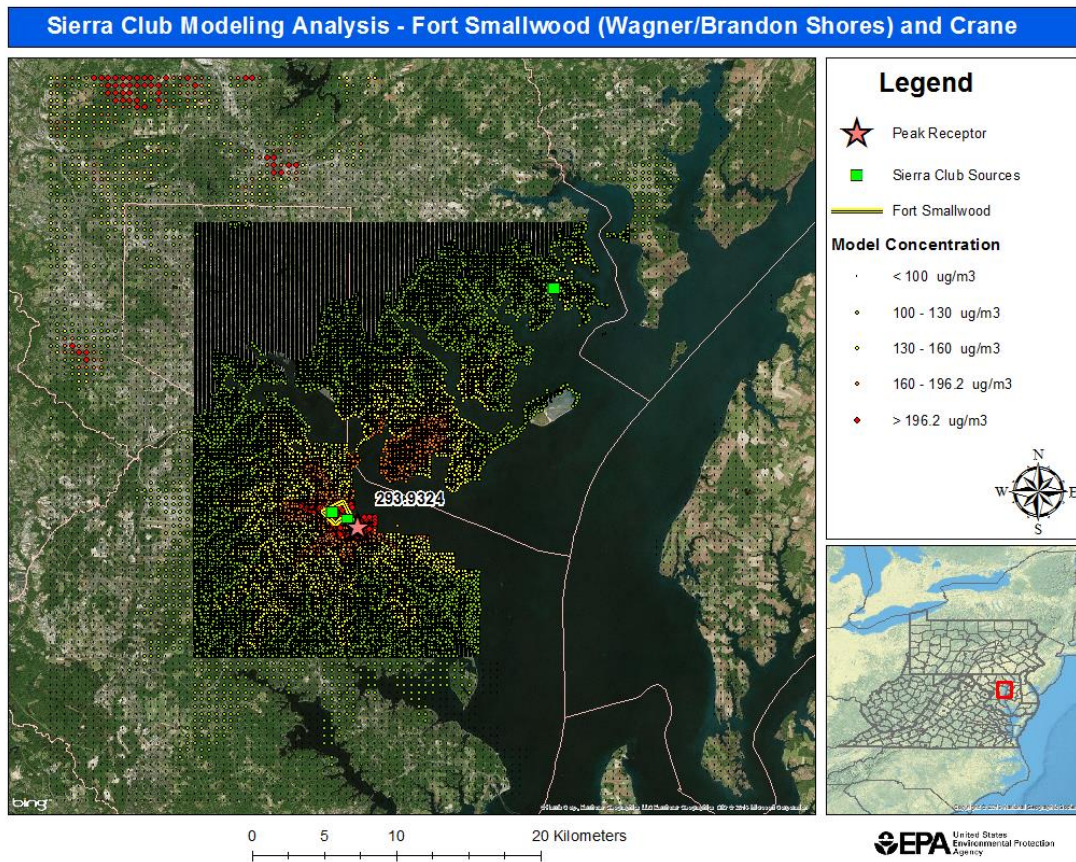 Sierra Club Modeling Analysis - Fort Smallwood (Wagner/Brandon Shores) and Crane
293.9324
bing
Legend
Peak Receptor
Sierra Club Sources
Fort Smallwood
Model Concentration
< 100 ug/m3
100 - 130 ug/m3
130 - 160 ug/m3
160 - 196.2 ug/m3
> 196.2 ug/m3
N
W E
S
0 5 10 20 Kilometers
EPA United States
Environmental Protection
Agency